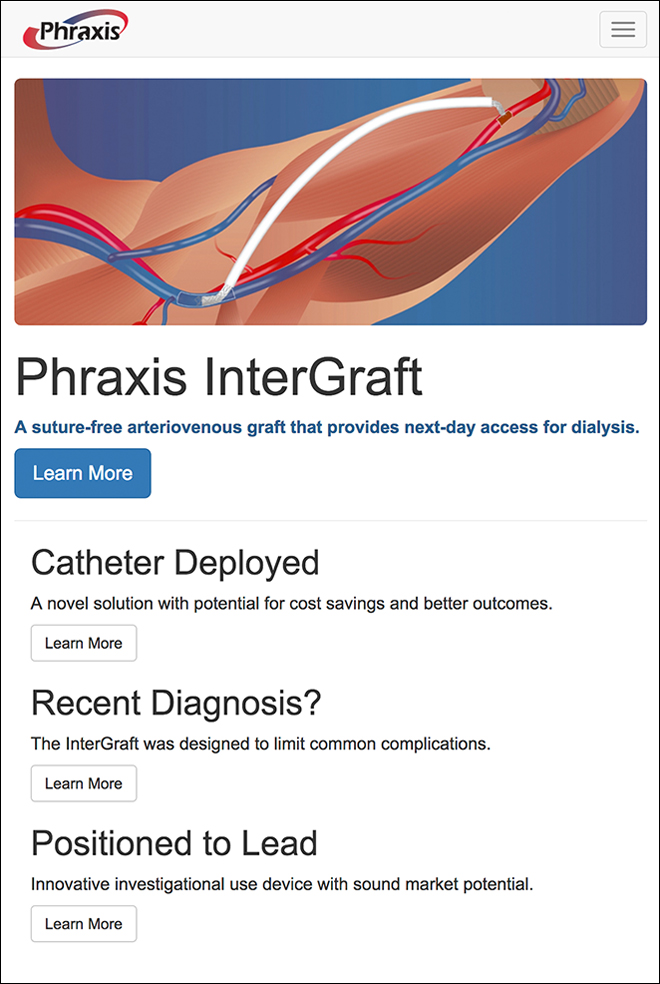 Phraxis
Phraxis InterGraft
A suture-free arteriovenous graft that provides next-day access for dialysis.
Learn More
Catheter Deployed
A novel solution with potential for cost savings and better outcomes.
Learn More
Recent Diagnosis?
The InterGraft was designed to limit common complications.
Learn More
Positioned to Lead
Innovative investigational use device with sound market potential.
Learn More